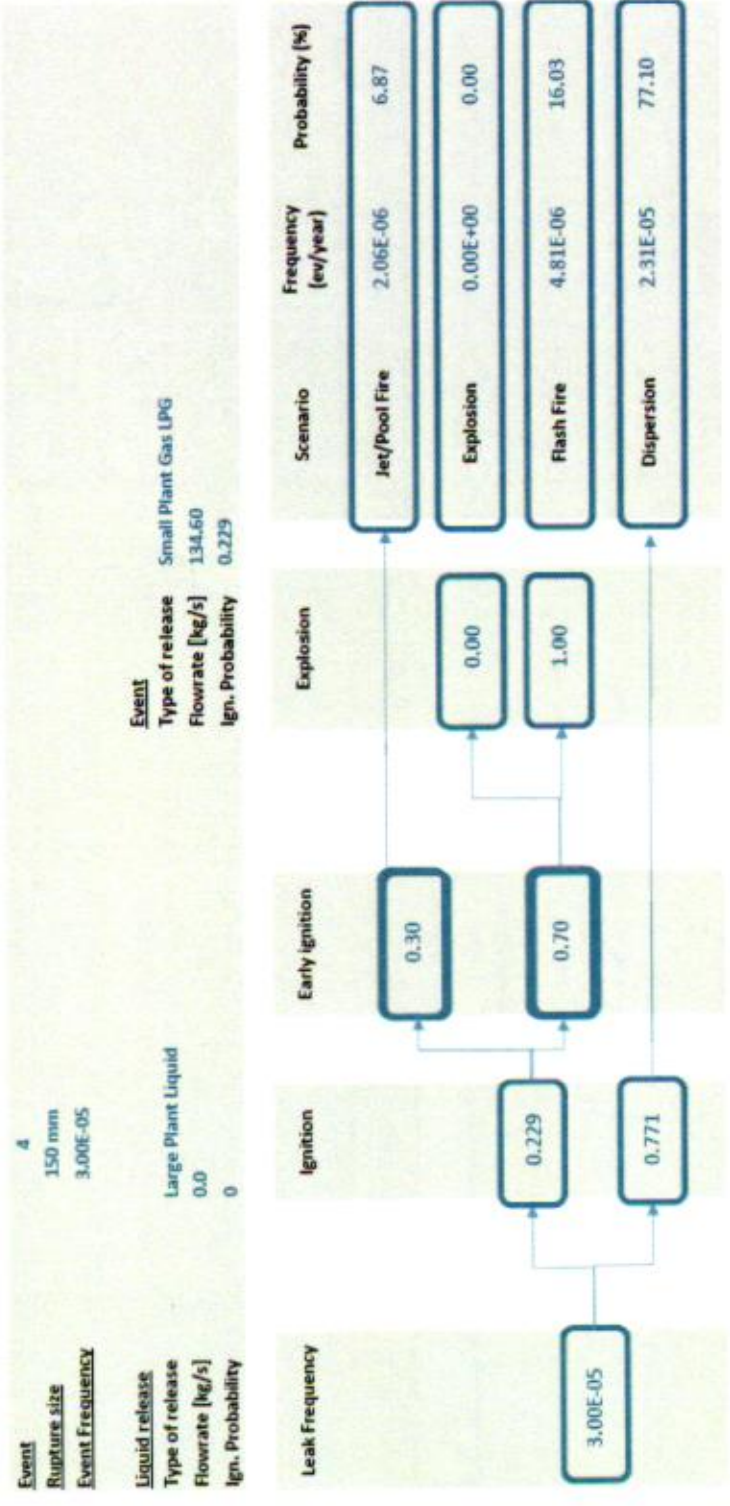 Event 4
Rupture size 150 mm
Event Frequency 3.00E-05
Liquid release
Type of release Large Plant Liquid
Flowrate [kg/s] 0.0
Ign. Probability 0
Event
Type of release Small Plant Gas LPG
Flowrate [kg/s] 134.60
Ign. Probability 0.229
Leak Frequency Ignition Early ignition Explosion Scenario Frequency (ev/year) Probability (%)
0.30 Jet/Pool Fire 2.06E-06 6.87
0.00 Explosion 0.00E+00 0.00
0.229 0.70 1.00 Flash Fire 4.81E-06 16.03
3.00E-05
0.771 Dispersion 2.31E-05 77.10